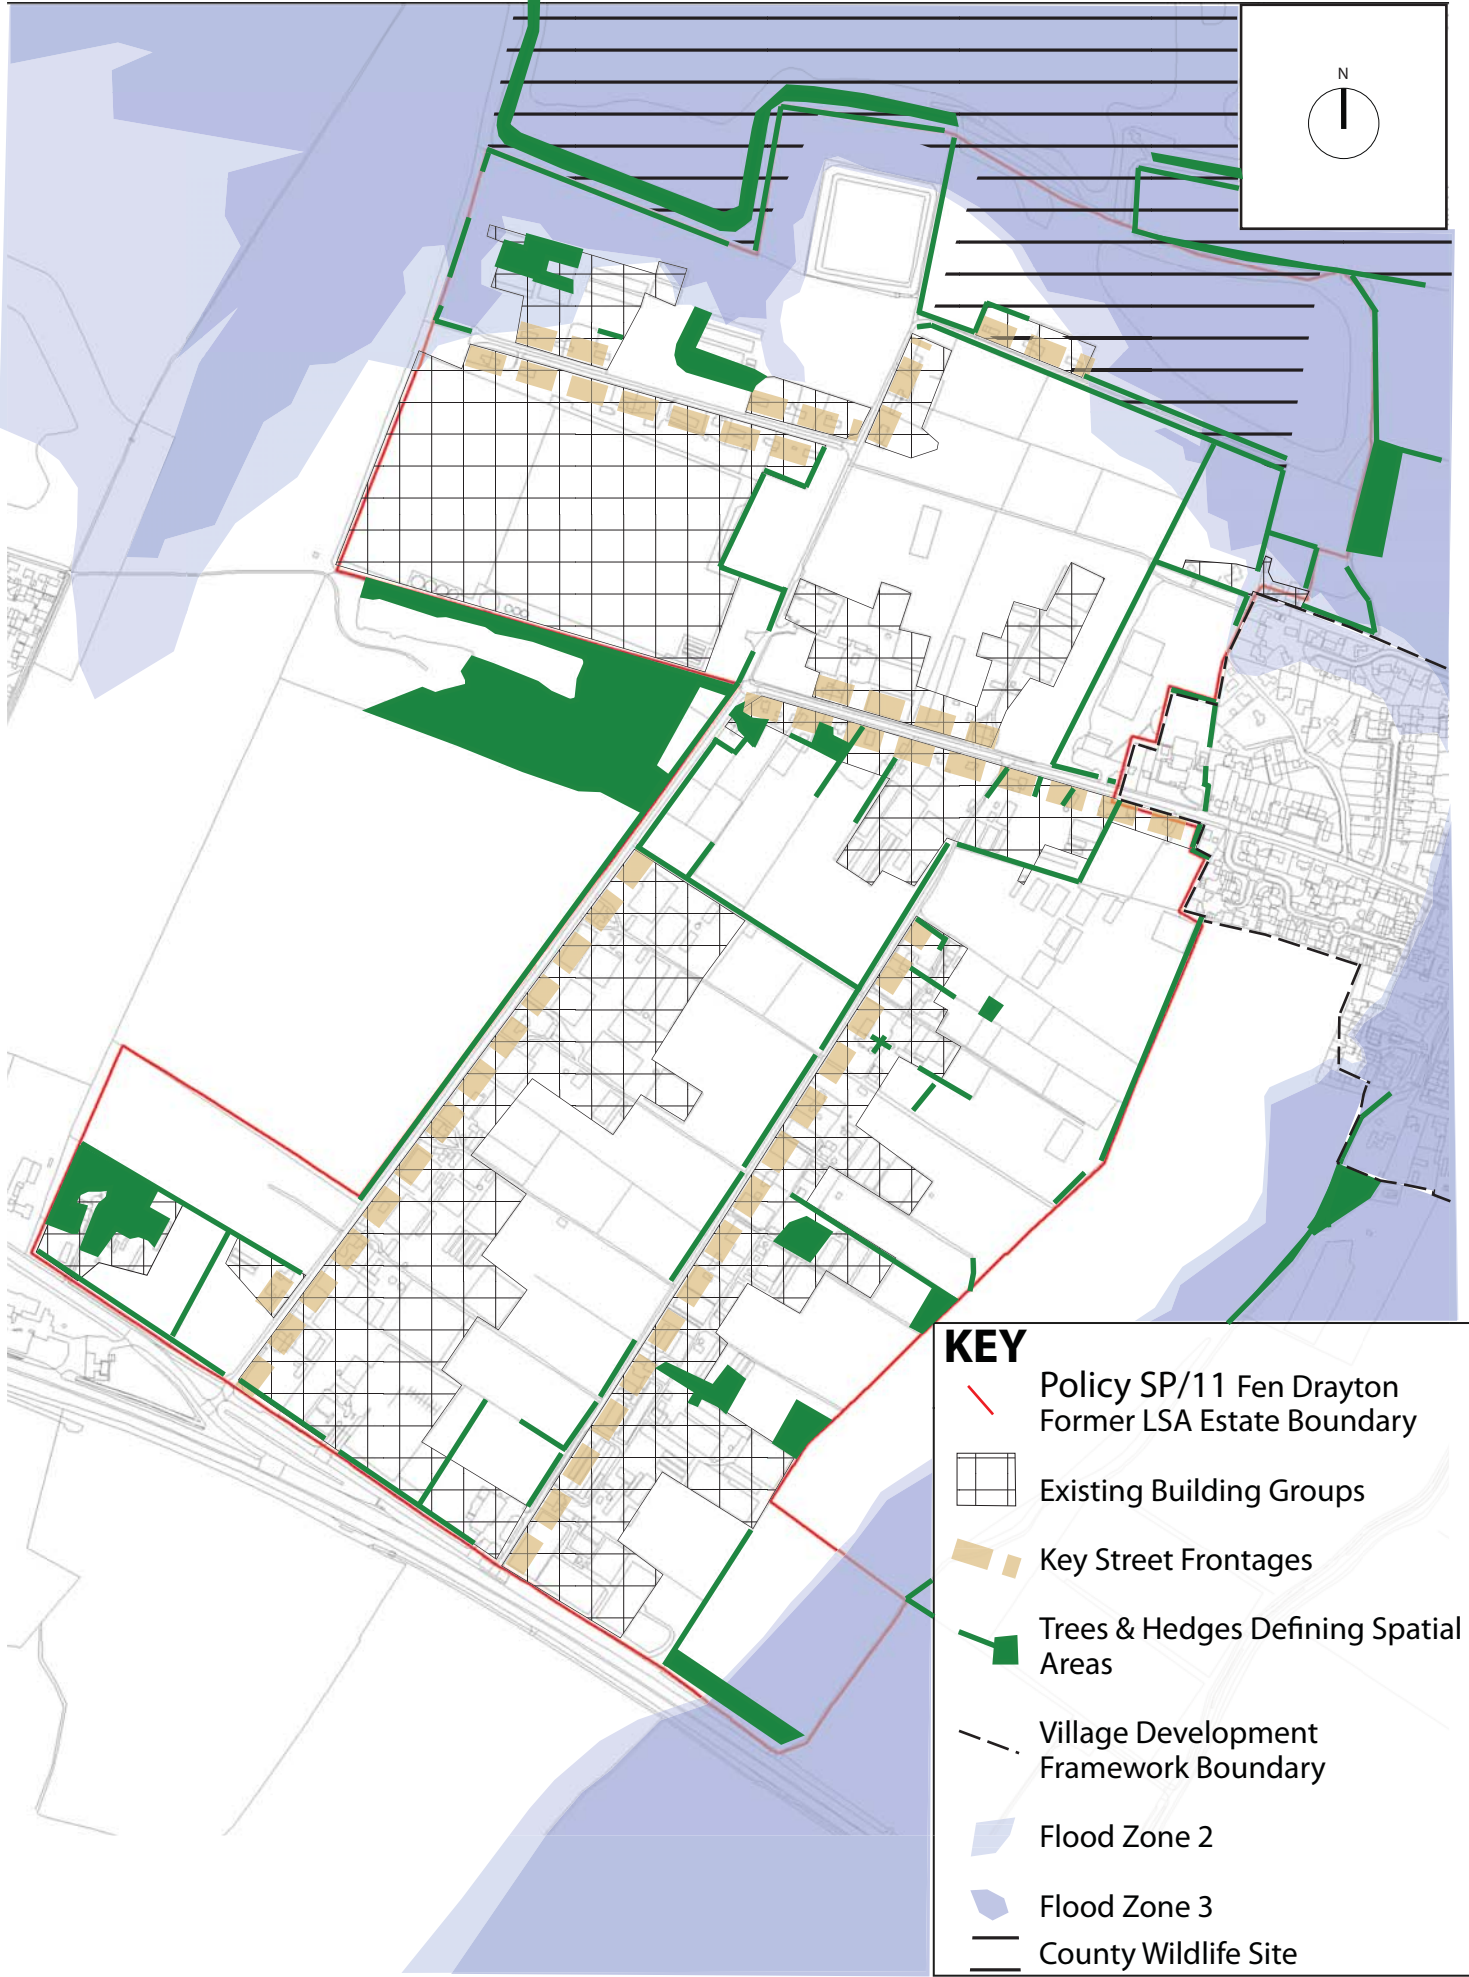 N
KEY
Policy SP/11 Fen Drayton
Former LSA Estate Boundary
Existing Building Groups
Key Street Frontages
Trees & Hedges Defining Spatial
Areas
Village Development
Framework Boundary
Flood Zone 2
Flood Zone 3
County Wildlife Site